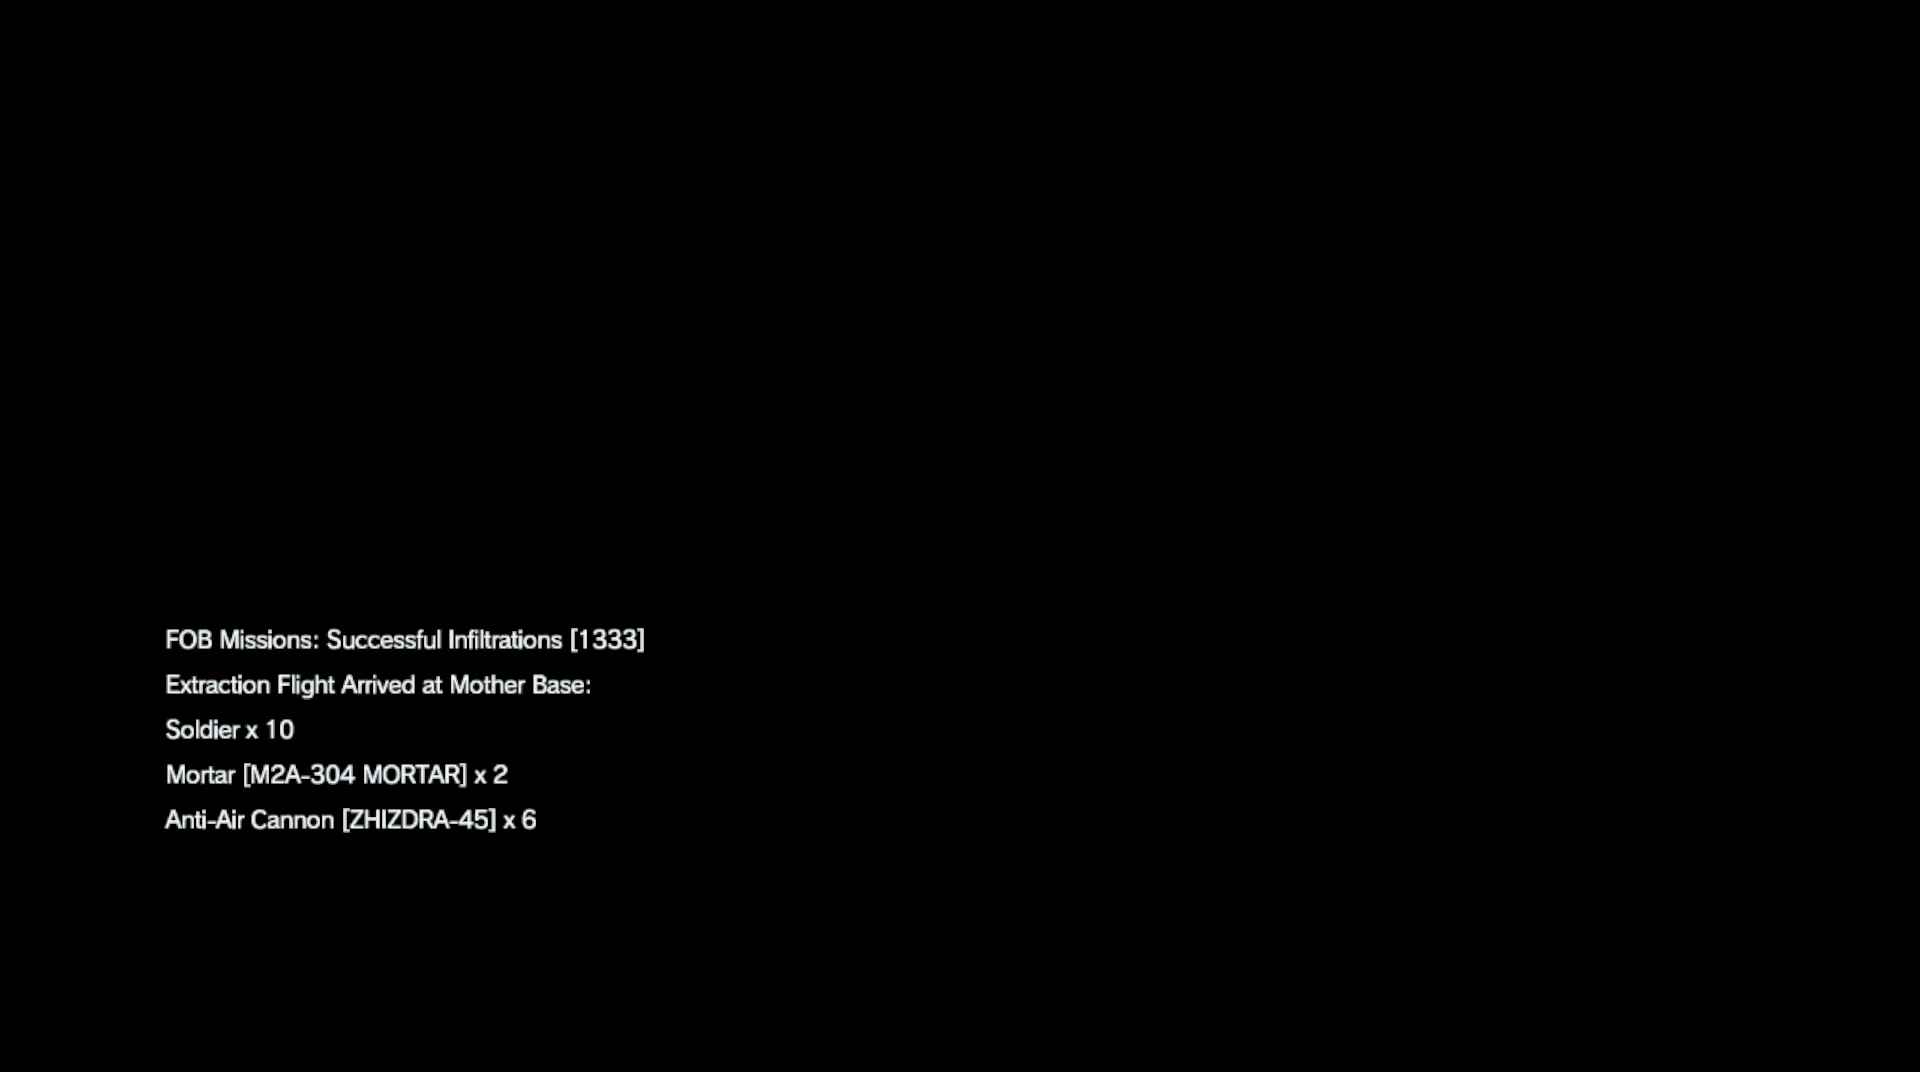 FOB Missions: Successful Infiltrations [1333]
Extraction Flight Arrived at Mother Base:
Soldier x 10
Mortar [M2A-304 MORTAR] x 2
Anti-Air Cannon [ZHIZDRA-45] x 6